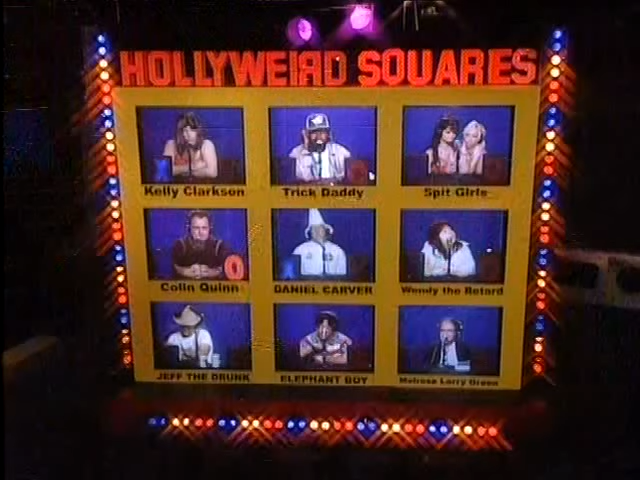 HOLLYWEIRD SQUARES
Kelly Clarkson Trick Daddy Spit Girls
Colin Quinn DANIEL CARVER Wendy the Retard
JEFF THE DRUNK ELEPHANT BOY Melrose Larry Green